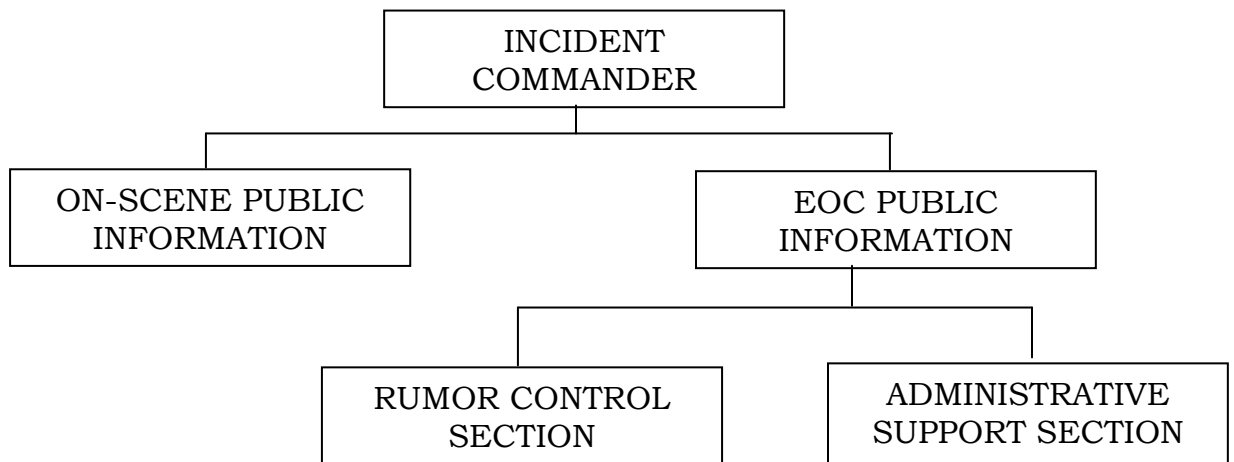 INCIDENT
COMMANDER
ON-SCENE PUBLIC
INFORMATION
EOC PUBLIC
INFORMATION
RUMOR CONTROL
SECTION
ADMINISTRATIVE
SUPPORT SECTION